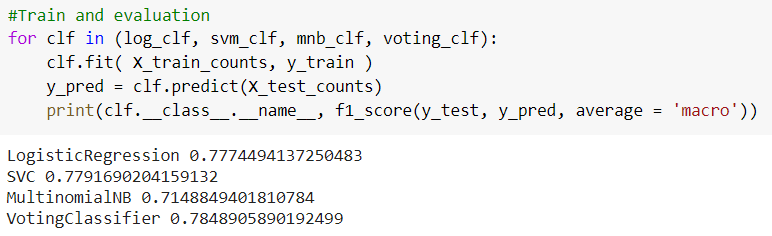 #Train and evaluation
for clf in (log_clf, svm_clf, mnb_clf, voting_clf):
    clf.fit( X_train_counts, y_train )
    y_pred = clf.predict(X_test_counts)
    print(clf.__class__.__name__, f1_score(y_test, y_pred, average = 'macro'))
LogisticRegression 0.7774494137250483
SVC 0.7791690204159132
MultinomialNB 0.7148849401810784
VotingClassifier 0.7848905890192499